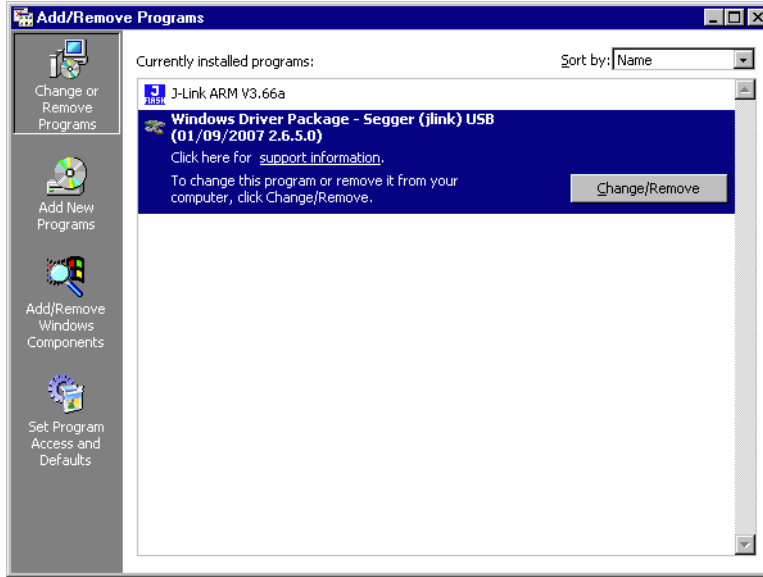 Add/Remove Programs
Change or
Remove
Programs
Add New
Programs
Add/Remove
Windows
Components
Set Program
Access and
Defaults
Currently installed programs:
Sort by: Name
J-Link ARM V3.66a
Windows Driver Package - Segger (jlink) USB
(01/09/2007 2.6.5.0)
Click here for support information.
To change this program or remove it from your
computer, click Change/Remove.
Change/Remove